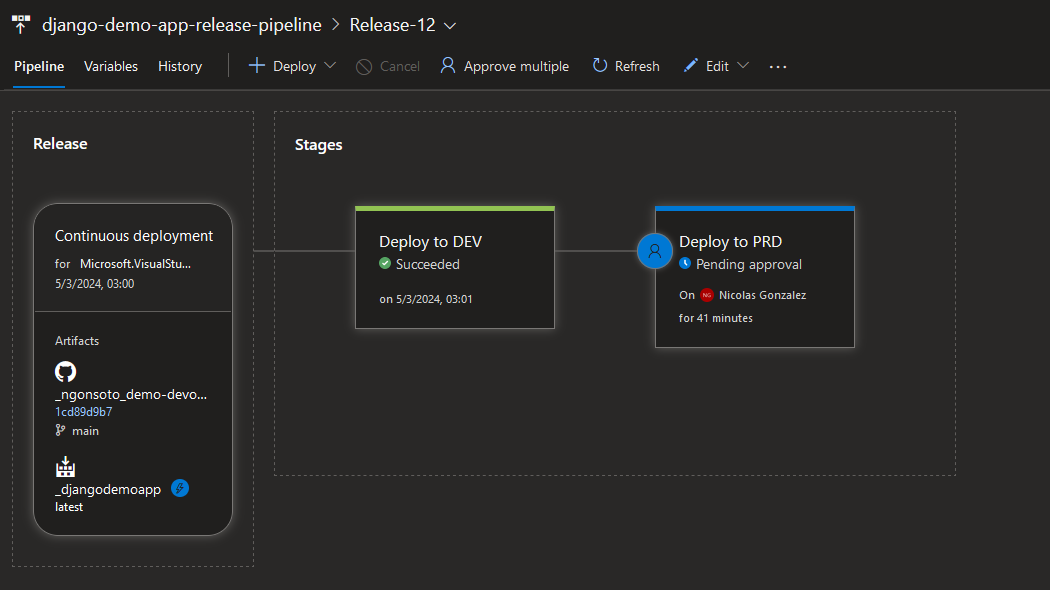 django-demo-app-release-pipeline > Release-12
Pipeline Variables History Deploy Cancel Approve multiple Refresh Edit ...
Release
Continuous deployment
for Microsoft.VisualStu...
5/3/2024, 03:00
Artifacts
_ngonsoto_demo-devo...
1cd89d9b7
main
_djangodemoapp
latest
Stages
Deploy to DEV
Succeeded
on 5/3/2024, 03:01
Deploy to PRD
Pending approval
On NG Nicolas Gonzalez
for 41 minutes